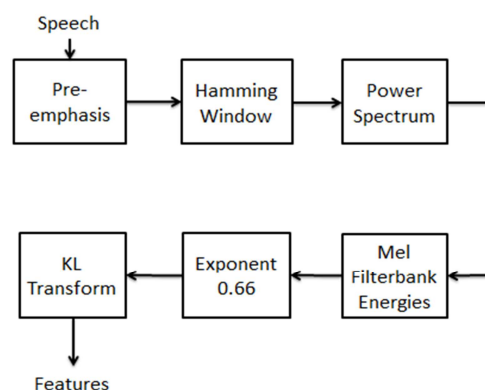 Speech
Pre-
emphasis
Hamming
Window
Power
Spectrum
Mel
Filterbank
Energies
Exponent
0.66
KL
Transform
Features